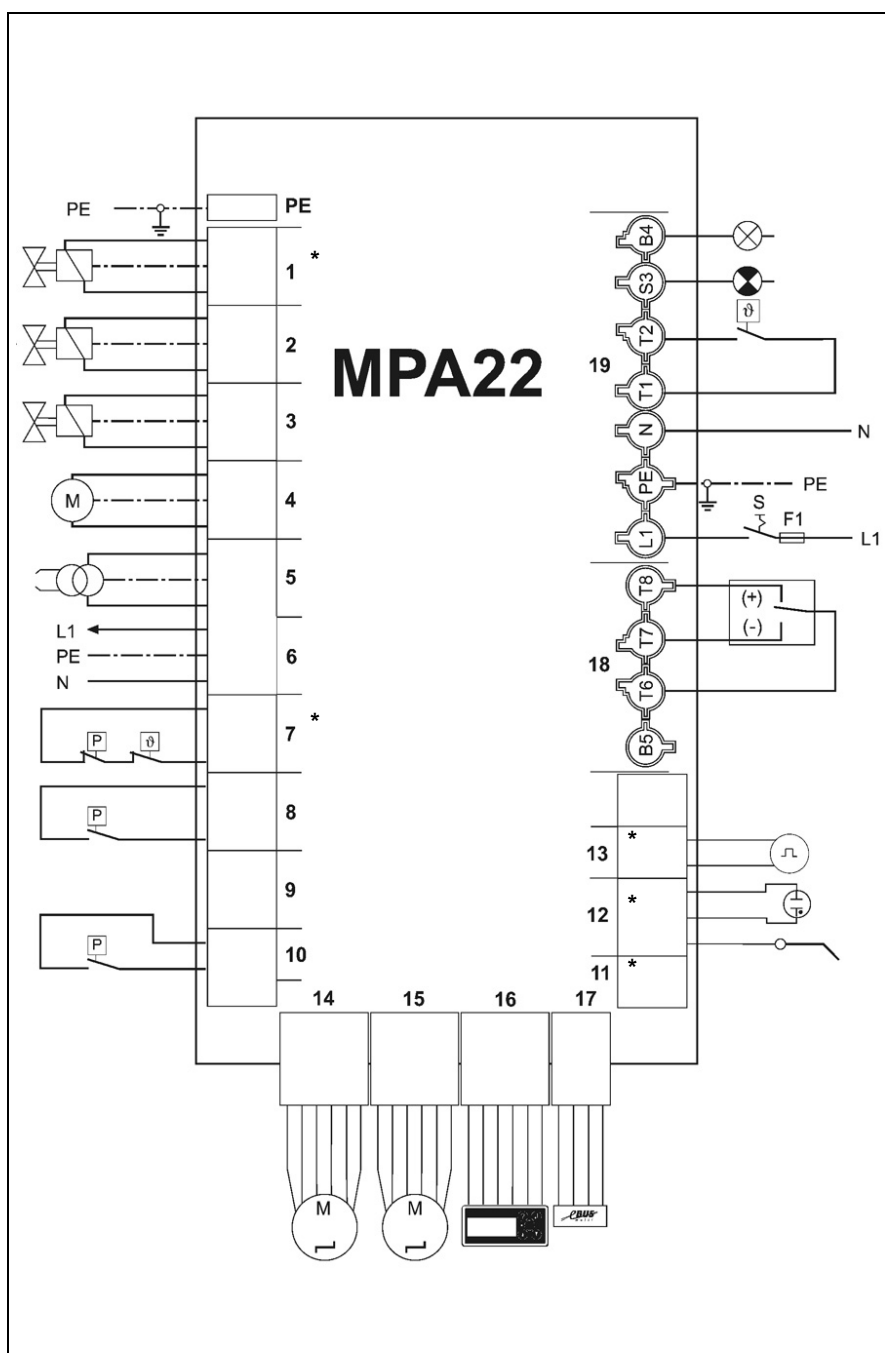 PE
PE
1 *
2
3
M
4
5
L1
PE
N
6
7 *
P
ϑ
8
P
9
10
P
MPA22
B4
S3
ϑ
T2
19
T1
N
N
PE
PE
S
F1
L1
L1
T8
(+)
T7
(-)
18
T6
B5
13 *
12 *
11 *
14
15
16
17
M
M
eBUS